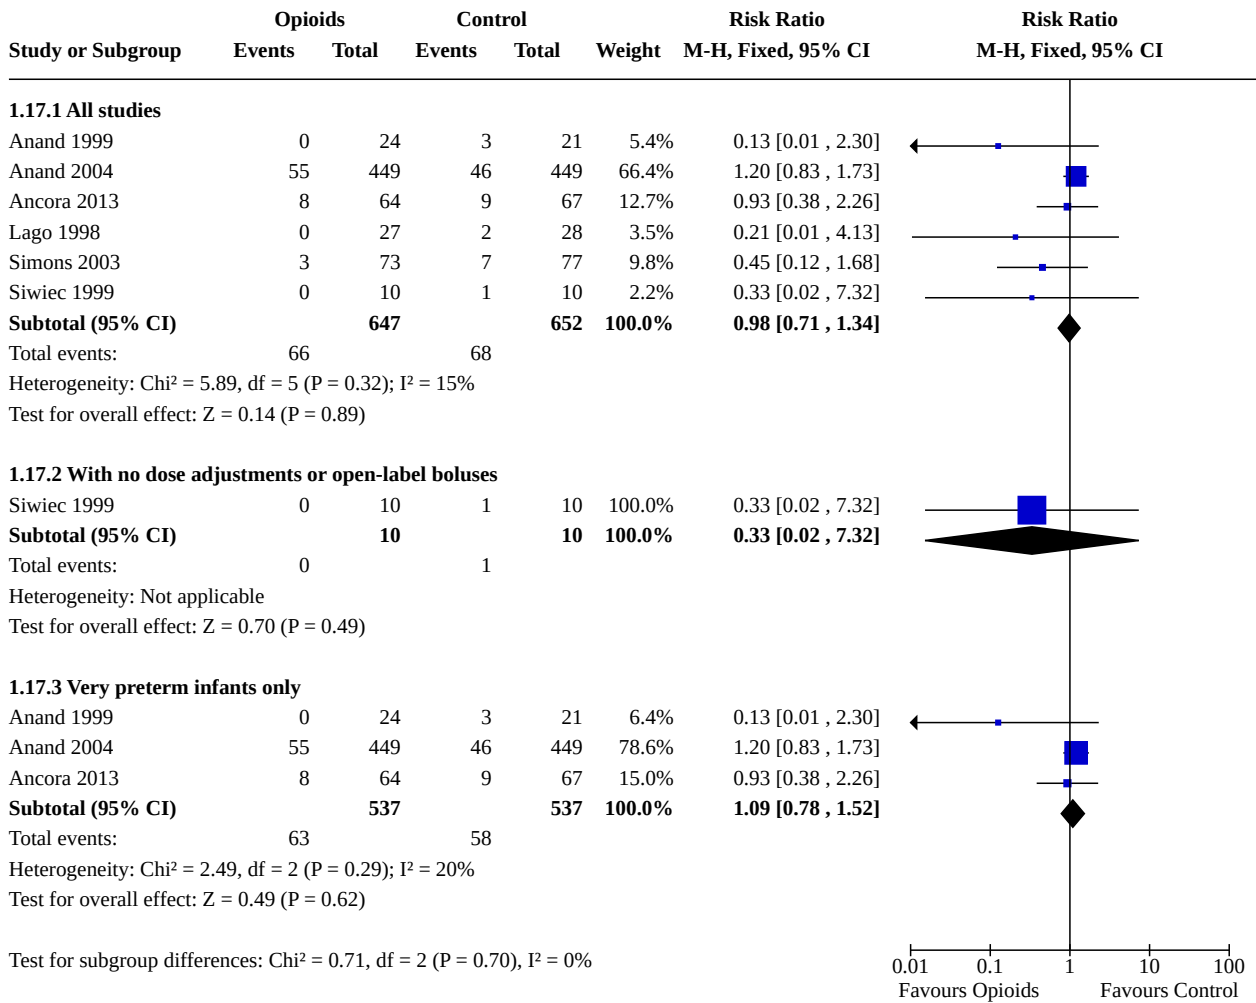 Opioids Control Risk Ratio Risk Ratio
Study or Subgroup Events Total Events Total Weight M-H, Fixed, 95% CI M-H, Fixed, 95% CI
1.17.1 All studies
Anand 1999 0 24 3 21 5.4% 0.13 [0.01 , 2.30]
Anand 2004 55 449 46 449 66.4% 1.20 [0.83 , 1.73]
Ancora 2013 8 64 9 67 12.7% 0.93 [0.38 , 2.26]
Lago 1998 0 27 2 28 3.5% 0.21 [0.01 , 4.13]
Simons 2003 3 73 7 77 9.8% 0.45 [0.12 , 1.68]
Siwiec 1999 0 10 1 10 2.2% 0.33 [0.02 , 7.32]
Subtotal (95% CI) 647 652 100.0% 0.98 [0.71 , 1.34]
Total events: 66 68
Heterogeneity: Chi² = 5.89, df = 5 (P = 0.32); I² = 15%
Test for overall effect: Z = 0.14 (P = 0.89)
1.17.2 With no dose adjustments or open-label boluses
Siwiec 1999 0 10 1 10 100.0% 0.33 [0.02 , 7.32]
Subtotal (95% CI) 10 10 100.0% 0.33 [0.02 , 7.32]
Total events: 0 1
Heterogeneity: Not applicable
Test for overall effect: Z = 0.70 (P = 0.49)
1.17.3 Very preterm infants only
Anand 1999 0 24 3 21 6.4% 0.13 [0.01 , 2.30]
Anand 2004 55 449 46 449 78.6% 1.20 [0.83 , 1.73]
Ancora 2013 8 64 9 67 15.0% 0.93 [0.38 , 2.26]
Subtotal (95% CI) 537 537 100.0% 1.09 [0.78 , 1.52]
Total events: 63 58
Heterogeneity: Chi² = 2.49, df = 2 (P = 0.29); I² = 20%
Test for overall effect: Z = 0.49 (P = 0.62)
Test for subgroup differences: Chi² = 0.71, df = 2 (P = 0.70), I² = 0%
0.01 0.1 1 10 100
Favours Opioids Favours Control